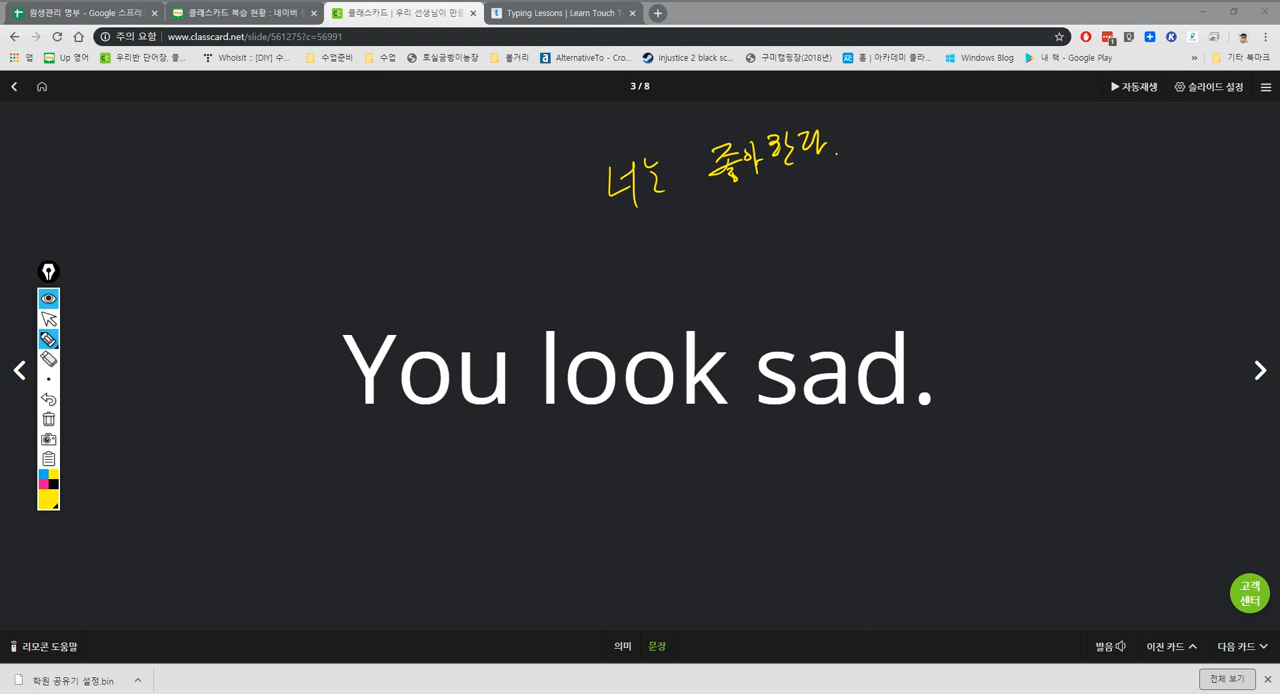 원생관리 명부 - Google 스프레
클래스카드 복습 현황 : 네이버
클래스카드 | 우리 선생님이 만든
Typing Lessons | Learn Touch T
주의 요함 | www.classcard.net/slide/561275?c=56991
앱 Up 영어 우리반 단어장, 클... WhoIst :: [DIY] 수... 수업준비 수업 토실굼벵이농장 볼거리 AlternativeTo - Cro... injustice 2 black sc... 구미캠핑장(2018년) 홈 | 아카데미 클라... Windows Blog 내 책 - Google Play » 기타 북마크
3 / 8
자동재생 슬라이드 설정
너는 좋아한다.
You look sad.
고객
센터
리모콘 도움말 의미 문장 발음 이전 카드 다음 카드
학원 공유기 설정.bin 전체 보기